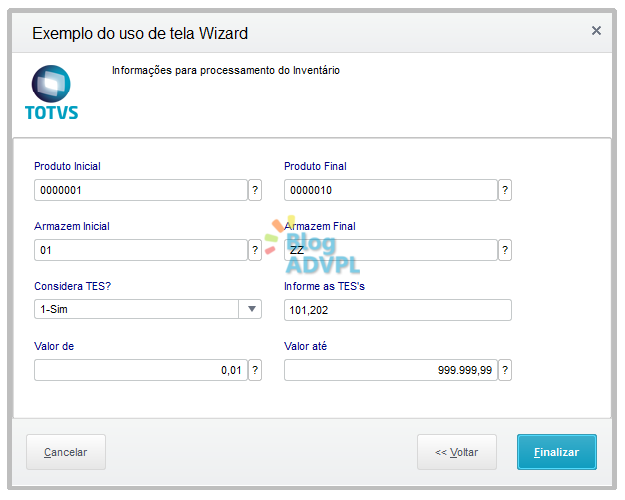 Exemplo do uso de tela Wizard ×
Informações para processamento do Inventário
TOTVS
Produto Inicial Produto Final
0000001 ? 0000010 ?
Armazem Inicial Armazem Final
01 ? ZZ ?
Blog
ADVPL
Considera TES? Informe as TES's
1-Sim 101,202
Valor de Valor até
0,01 ? 999.999,99 ?
Cancelar << Voltar Finalizar